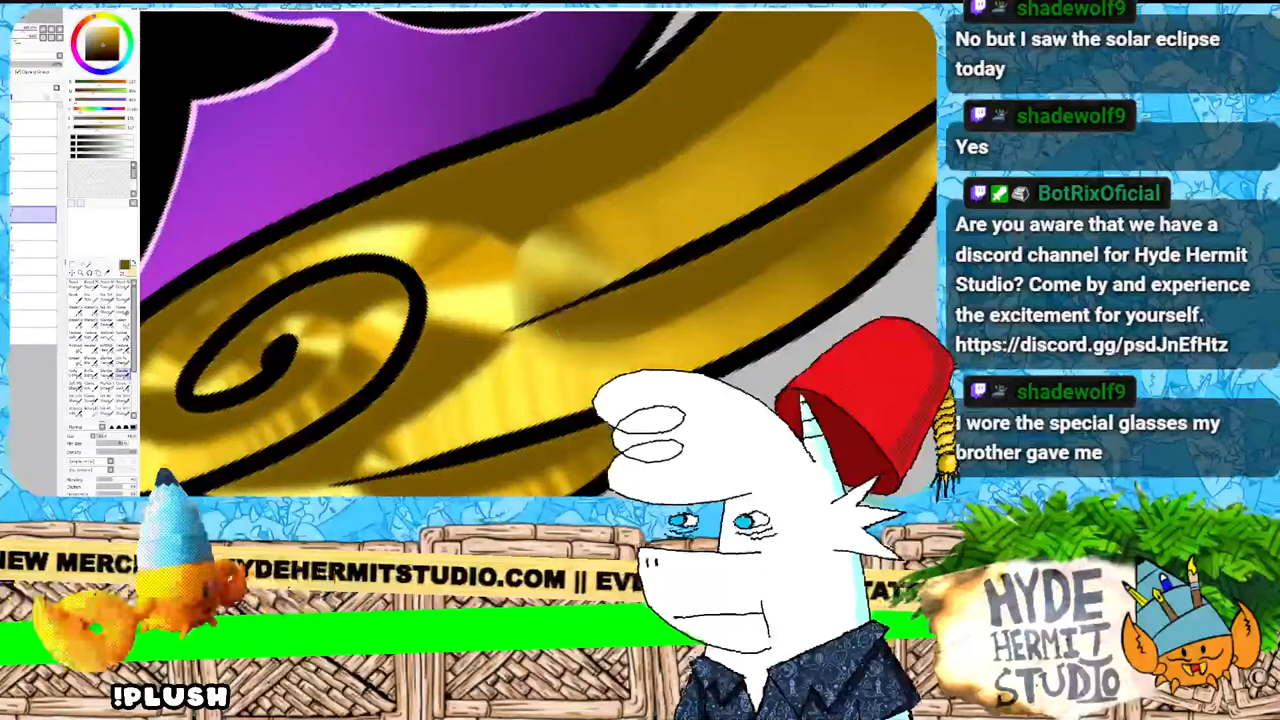 shadewolf9
No but I saw the solar eclipse
today
shadewolf9
Yes
BotRixOficial
Are you aware that we have a
discord channel for Hyde Hermit
Studio? Come by and experience
the excitement for yourself.
https://discord.gg/psdJnEfHtz
shadewolf9
I wore the special glasses my
brother gave me
NEW MERC
YDEHERMITSTUDIO.COM || EVE
HYDE
HERMIT
STUDIO
!PLUSH